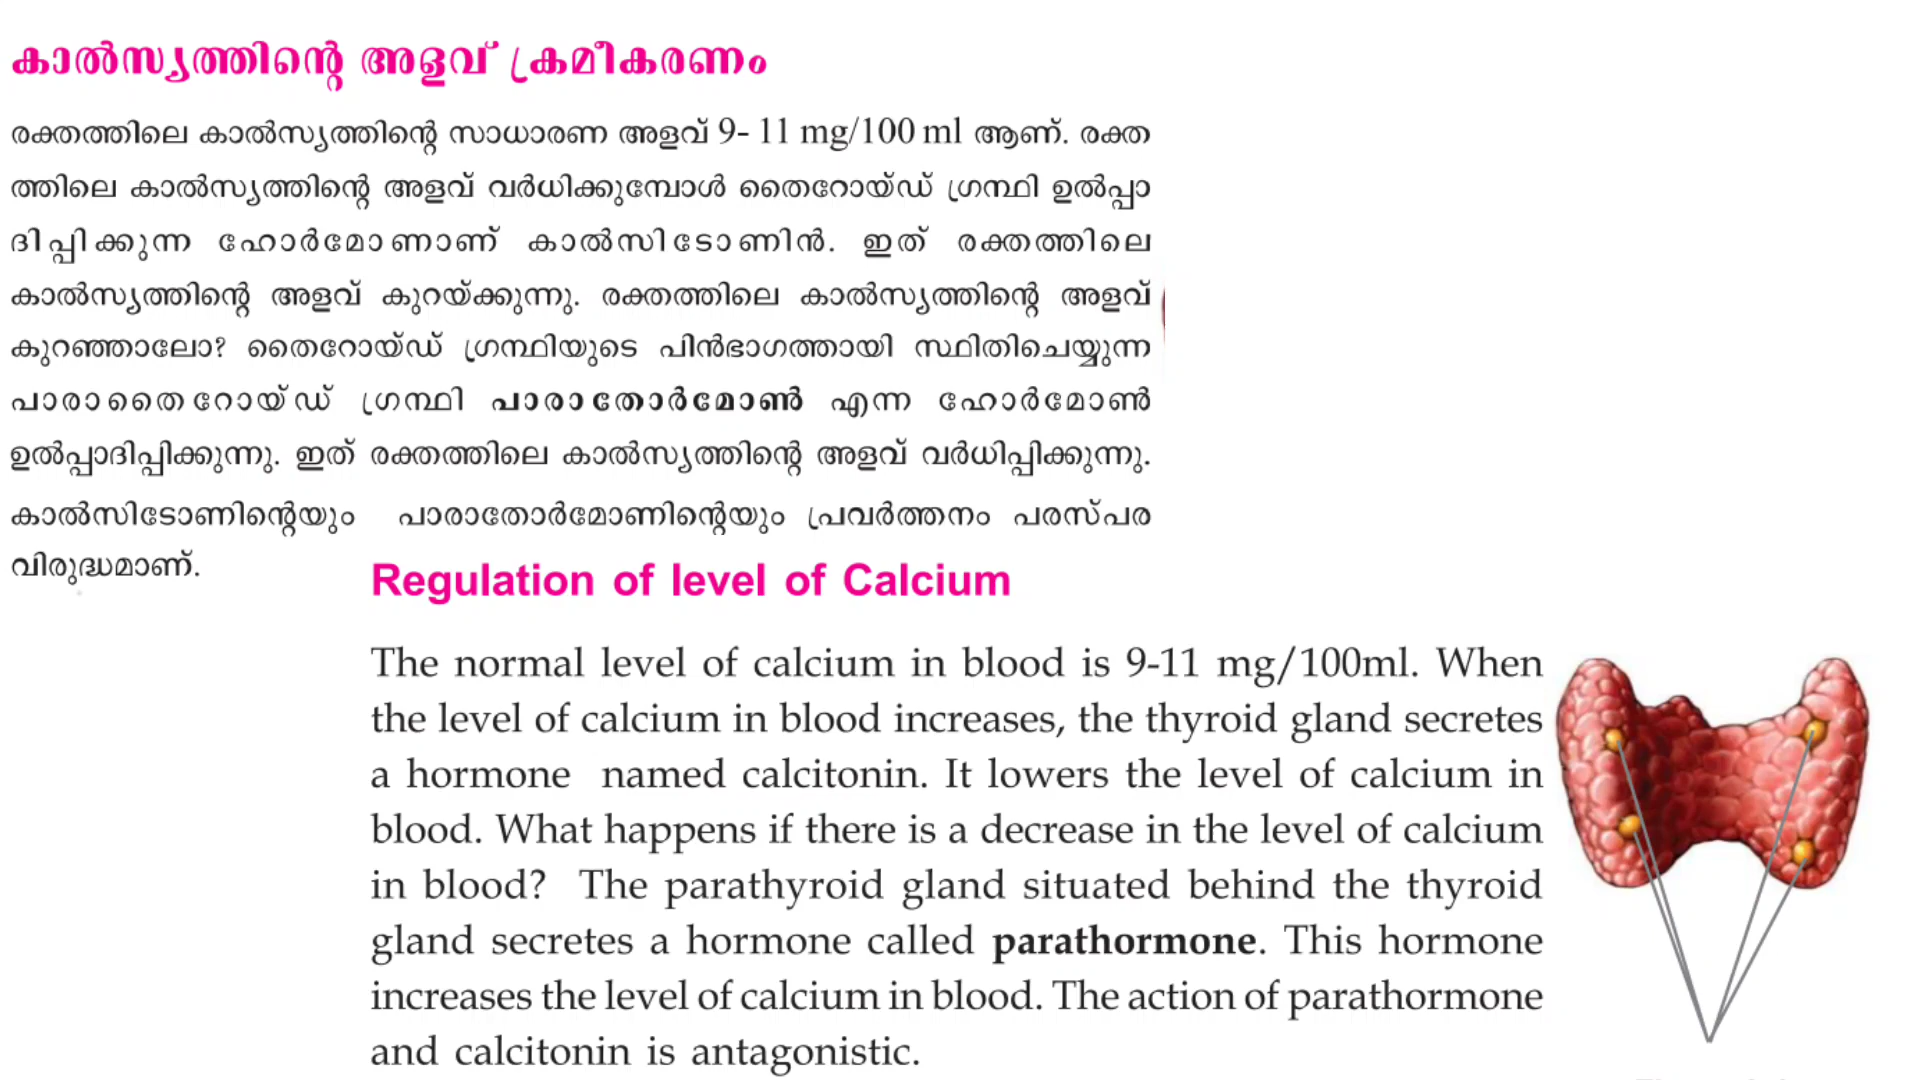 കാൽസ്യത്തിന്റെ അളവ് ക്രമീകരണം
രക്തത്തിലെ കാൽസ്യത്തിന്റെ സാധാരണ അളവ് 9- 11 mg/100 ml ആണ്. രക്ത
ത്തിലെ കാൽസ്യത്തിന്റെ അളവ് വർധിക്കുമ്പോൾ തൈറോയ്ഡ് ഗ്രന്ഥി ഉൽപ്പാ
ദിപ്പിക്കുന്ന ഹോർമോണാണ് കാൽസിടോണിൻ. ഇത് രക്തത്തിലെ
കാൽസ്യത്തിന്റെ അളവ് കുറയ്ക്കുന്നു. രക്തത്തിലെ കാൽസ്യത്തിന്റെ അളവ്
കുറഞ്ഞാലോ? തൈറോയ്ഡ് ഗ്രന്ഥിയുടെ പിൻഭാഗത്തായി സ്ഥിതിചെയ്യുന്ന
പാരാതൈറോയ്ഡ് ഗ്രന്ഥി പാരാതോർമോൺ എന്ന ഹോർമോൺ
ഉൽപ്പാദിപ്പിക്കുന്നു. ഇത് രക്തത്തിലെ കാൽസ്യത്തിന്റെ അളവ് വർധിപ്പിക്കുന്നു.
കാൽസിടോണിന്റെയും പാരാതോർമോണിന്റെയും പ്രവർത്തനം പരസ്പര
വിരുദ്ധമാണ്.
Regulation of level of Calcium
The normal level of calcium in blood is 9-11 mg/100ml. When
the level of calcium in blood increases, the thyroid gland secretes
a hormone named calcitonin. It lowers the level of calcium in
blood. What happens if there is a decrease in the level of calcium
in blood? The parathyroid gland situated behind the thyroid
gland secretes a hormone called parathormone. This hormone
increases the level of calcium in blood. The action of parathormone
and calcitonin is antagonistic.